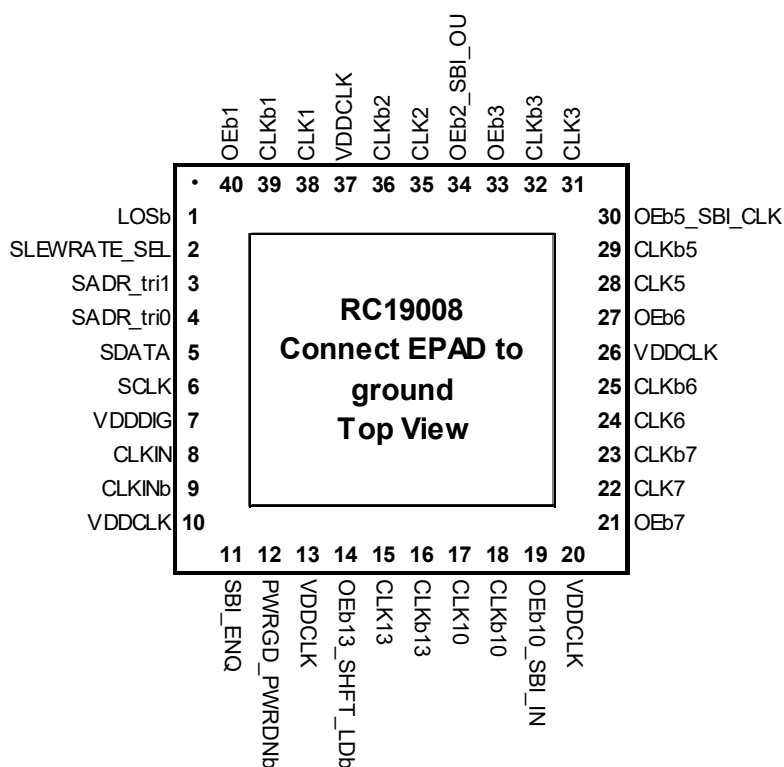 OEb1
CLKb1
CLK1
VDDCLK
CLKb2
CLK2
OEb2_SBI_OU
OEb3
CLKb3
CLK3
40 39 38 37 36 35 34 33 32 31
LOSb 1
SLEWRATE_SEL 2
SADR_tri1 3
SADR_tri0 4
SDATA 5
SCLK 6
VDDDIG 7
CLKIN 8
CLKINb 9
VDDCLK 10
RC19008
Connect EPAD to
ground
Top View
30 OEb5_SBI_CLK
29 CLKb5
28 CLK5
27 OEb6
26 VDDCLK
25 CLKb6
24 CLK6
23 CLKb7
22 CLK7
21 OEb7
11 12 13 14 15 16 17 18 19 20
SBI_ENQ
PWRGD_PWRDNb
VDDCLK
OEb13_SHFT_LDb
CLK13
CLKb13
CLK10
CLKb10
OEb10_SBI_IN
VDDCLK